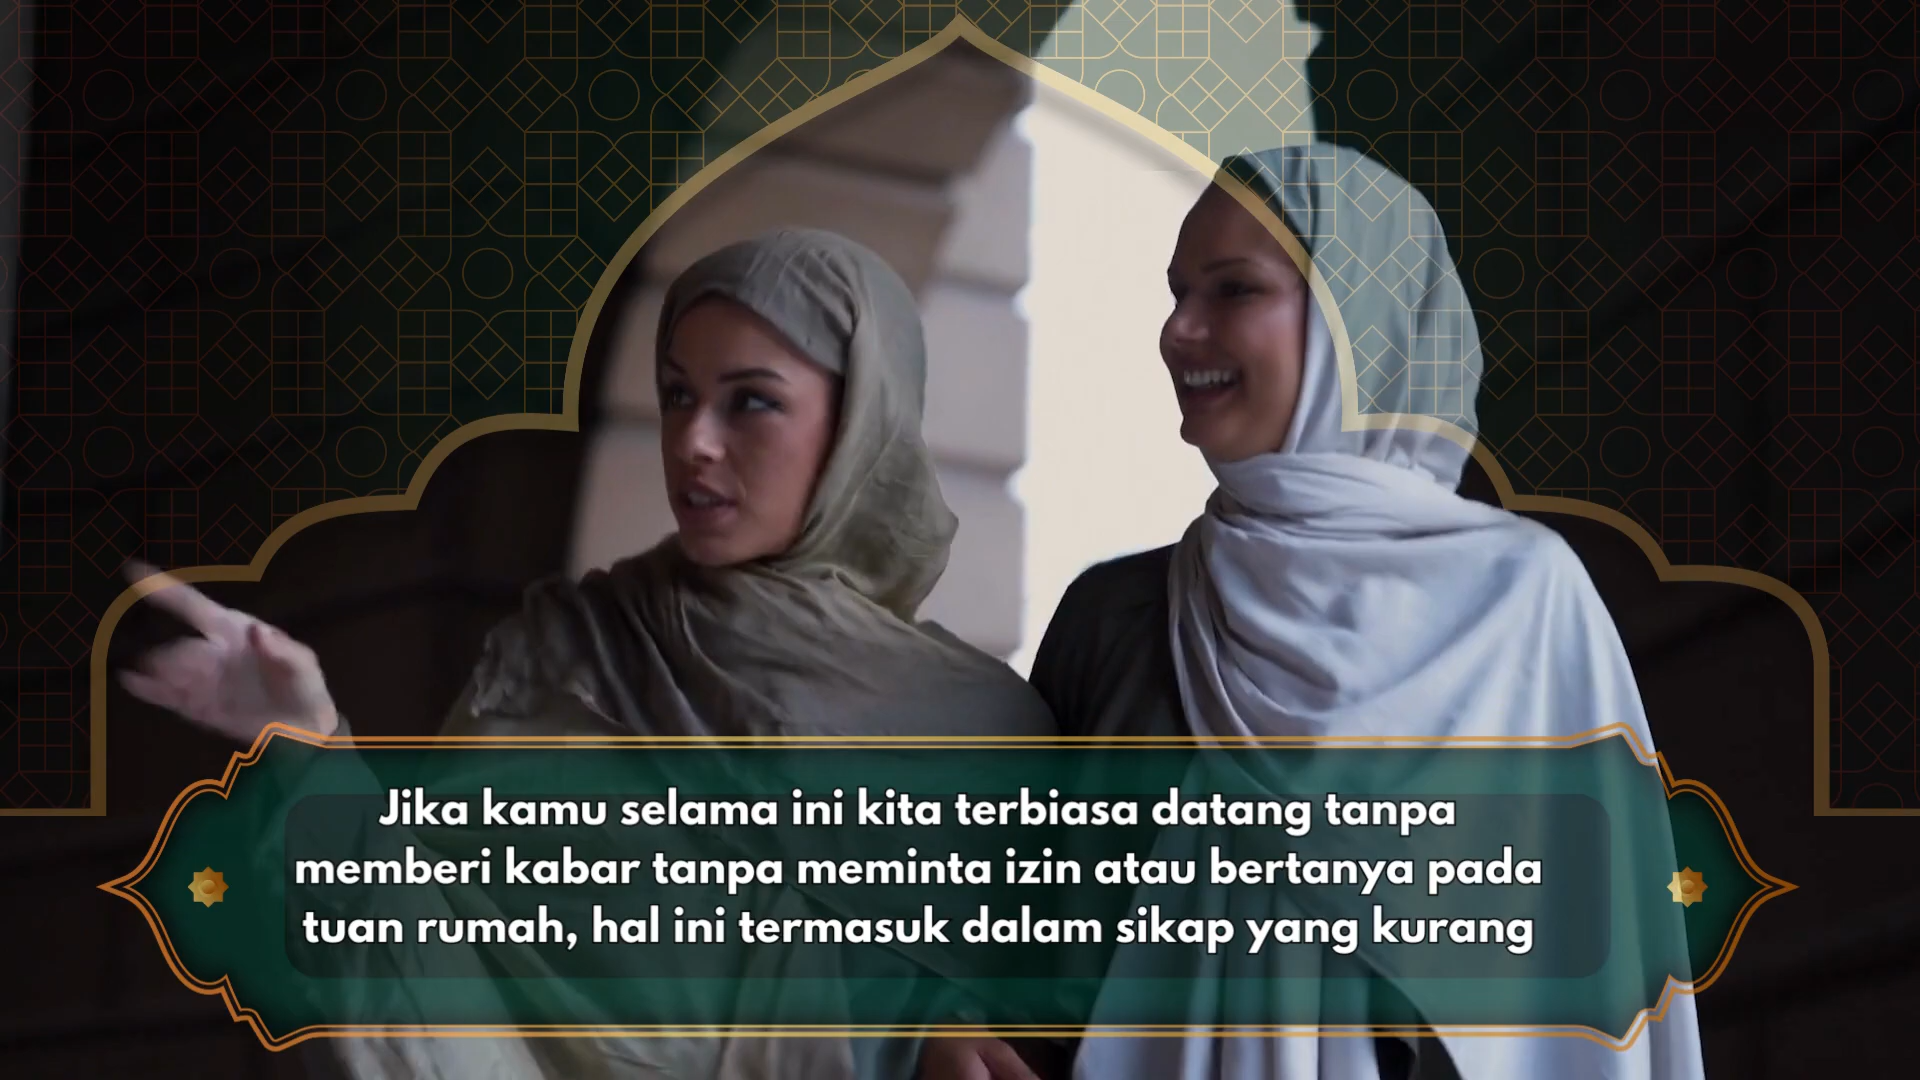 Jika kamu selama ini kita terbiasa datang tanpa
memberi kabar tanpa meminta izin atau bertanya pada
tuan rumah, hal ini termasuk dalam sikap yang kurang